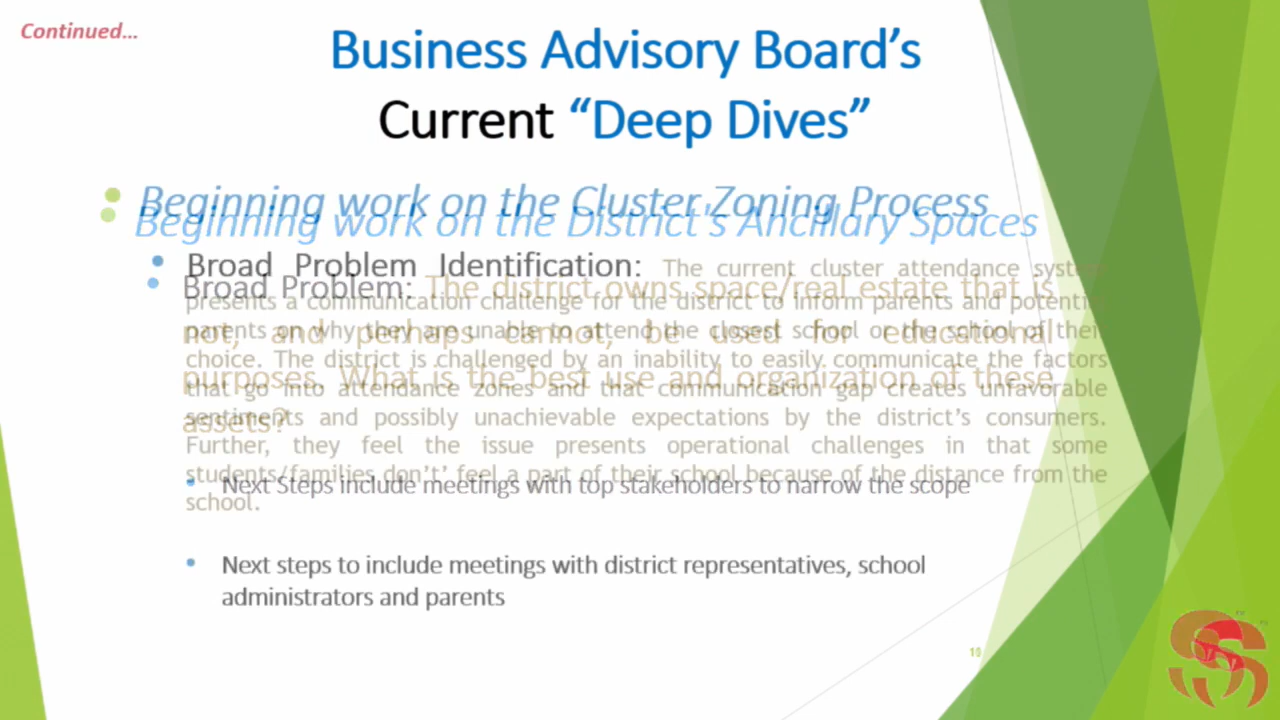 Continued...
Business Advisory Board's
Current “Deep Dives”
Beginning work on the Cluster Zoning Process
Beginning work on the District's Ancillary Spaces
Broad Problem Identification: The current cluster attendance system
presents a communication challenge for the district to inform parents and potential
parents on why they are unable to attend the closest school or the school of their
choice. The district is challenged by an inability to easily communicate the factors
that go into attendance zones and that communication gap creates unfavorable
sentiments and possibly unachievable expectations by the district’s consumers.
Further, they feel the issue presents operational challenges in that some
students/families don’t’ feel a part of their school because of the distance from the
school.
Broad Problem: The district owns space/real estate that is
not, and perhaps cannot, be used for educational
purposes. What is the best use and organization of these
assets?
Next Steps include meetings with top stakeholders to narrow the scope
Next steps to include meetings with district representatives, school
administrators and parents